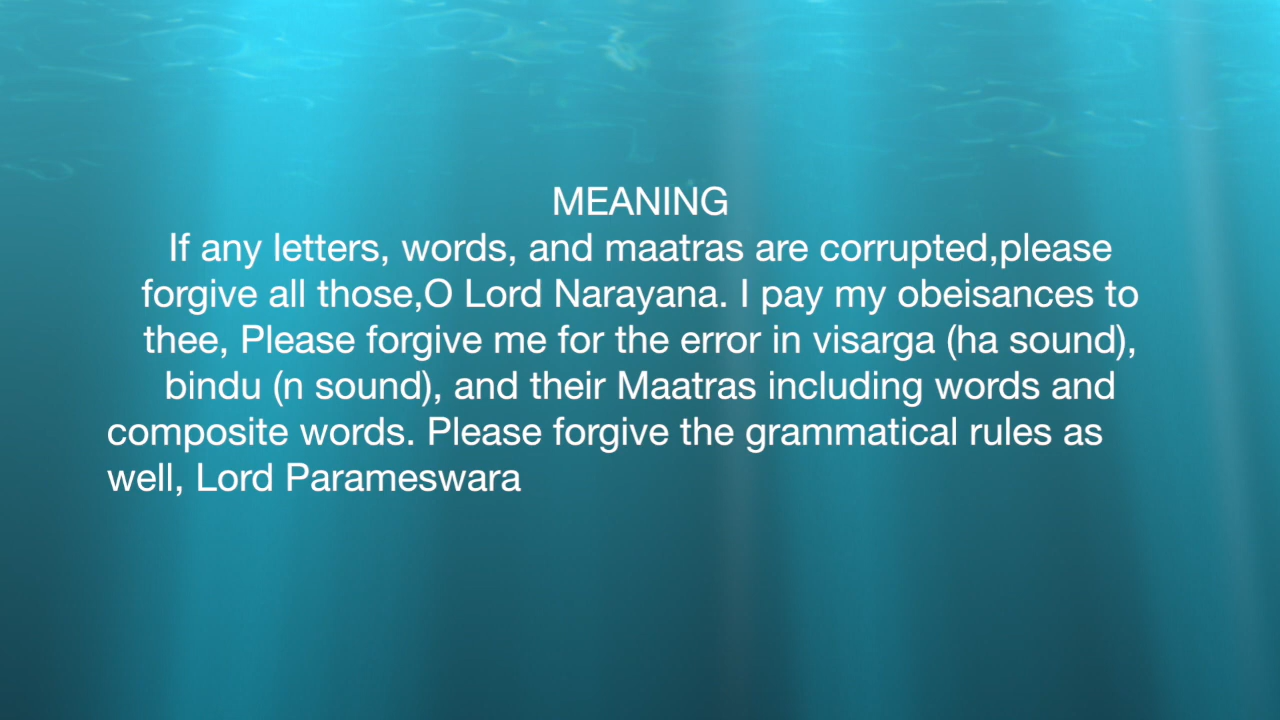 MEANING
If any letters, words, and maatras are corrupted,please
forgive all those,O Lord Narayana. I pay my obeisances to
thee, Please forgive me for the error in visarga (ha sound),
bindu (n sound), and their Maatras including words and
composite words. Please forgive the grammatical rules as
well, Lord Parameswara